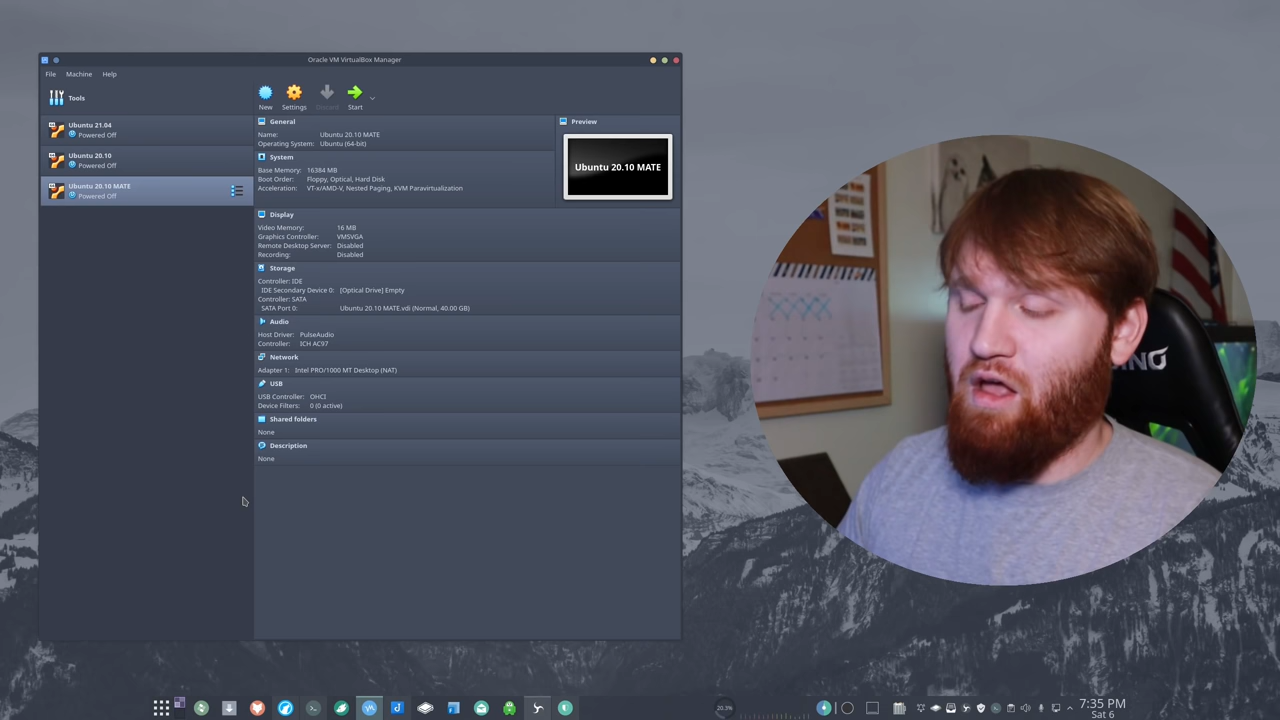 Oracle VM VirtualBox Manager
File Machine Help
Tools
New Settings Discard Start
Ubuntu 21.04
Powered Off
Ubuntu 20.10
Powered Off
Ubuntu 20.10 MATE
Powered Off
General
Name: Ubuntu 20.10 MATE
Operating System: Ubuntu (64-bit)
System
Base Memory: 16384 MB
Boot Order: Floppy, Optical, Hard Disk
Acceleration: VT-x/AMD-V, Nested Paging, KVM Paravirtualization
Preview
Ubuntu 20.10 MATE
Display
Video Memory: 16 MB
Graphics Controller: VMSVGA
Remote Desktop Server: Disabled
Recording: Disabled
Storage
Controller: IDE
IDE Secondary Device 0: [Optical Drive] Empty
Controller: SATA
SATA Port 0: Ubuntu 20.10 MATE.vdi (Normal, 40.00 GB)
Audio
Host Driver: PulseAudio
Controller: ICH AC97
Network
Adapter 1: Intel PRO/1000 MT Desktop (NAT)
USB
USB Controller: OHCI
Device Filters: 0 (0 active)
Shared folders
None
Description
None
20.3%
7:35 PM
Sat 6